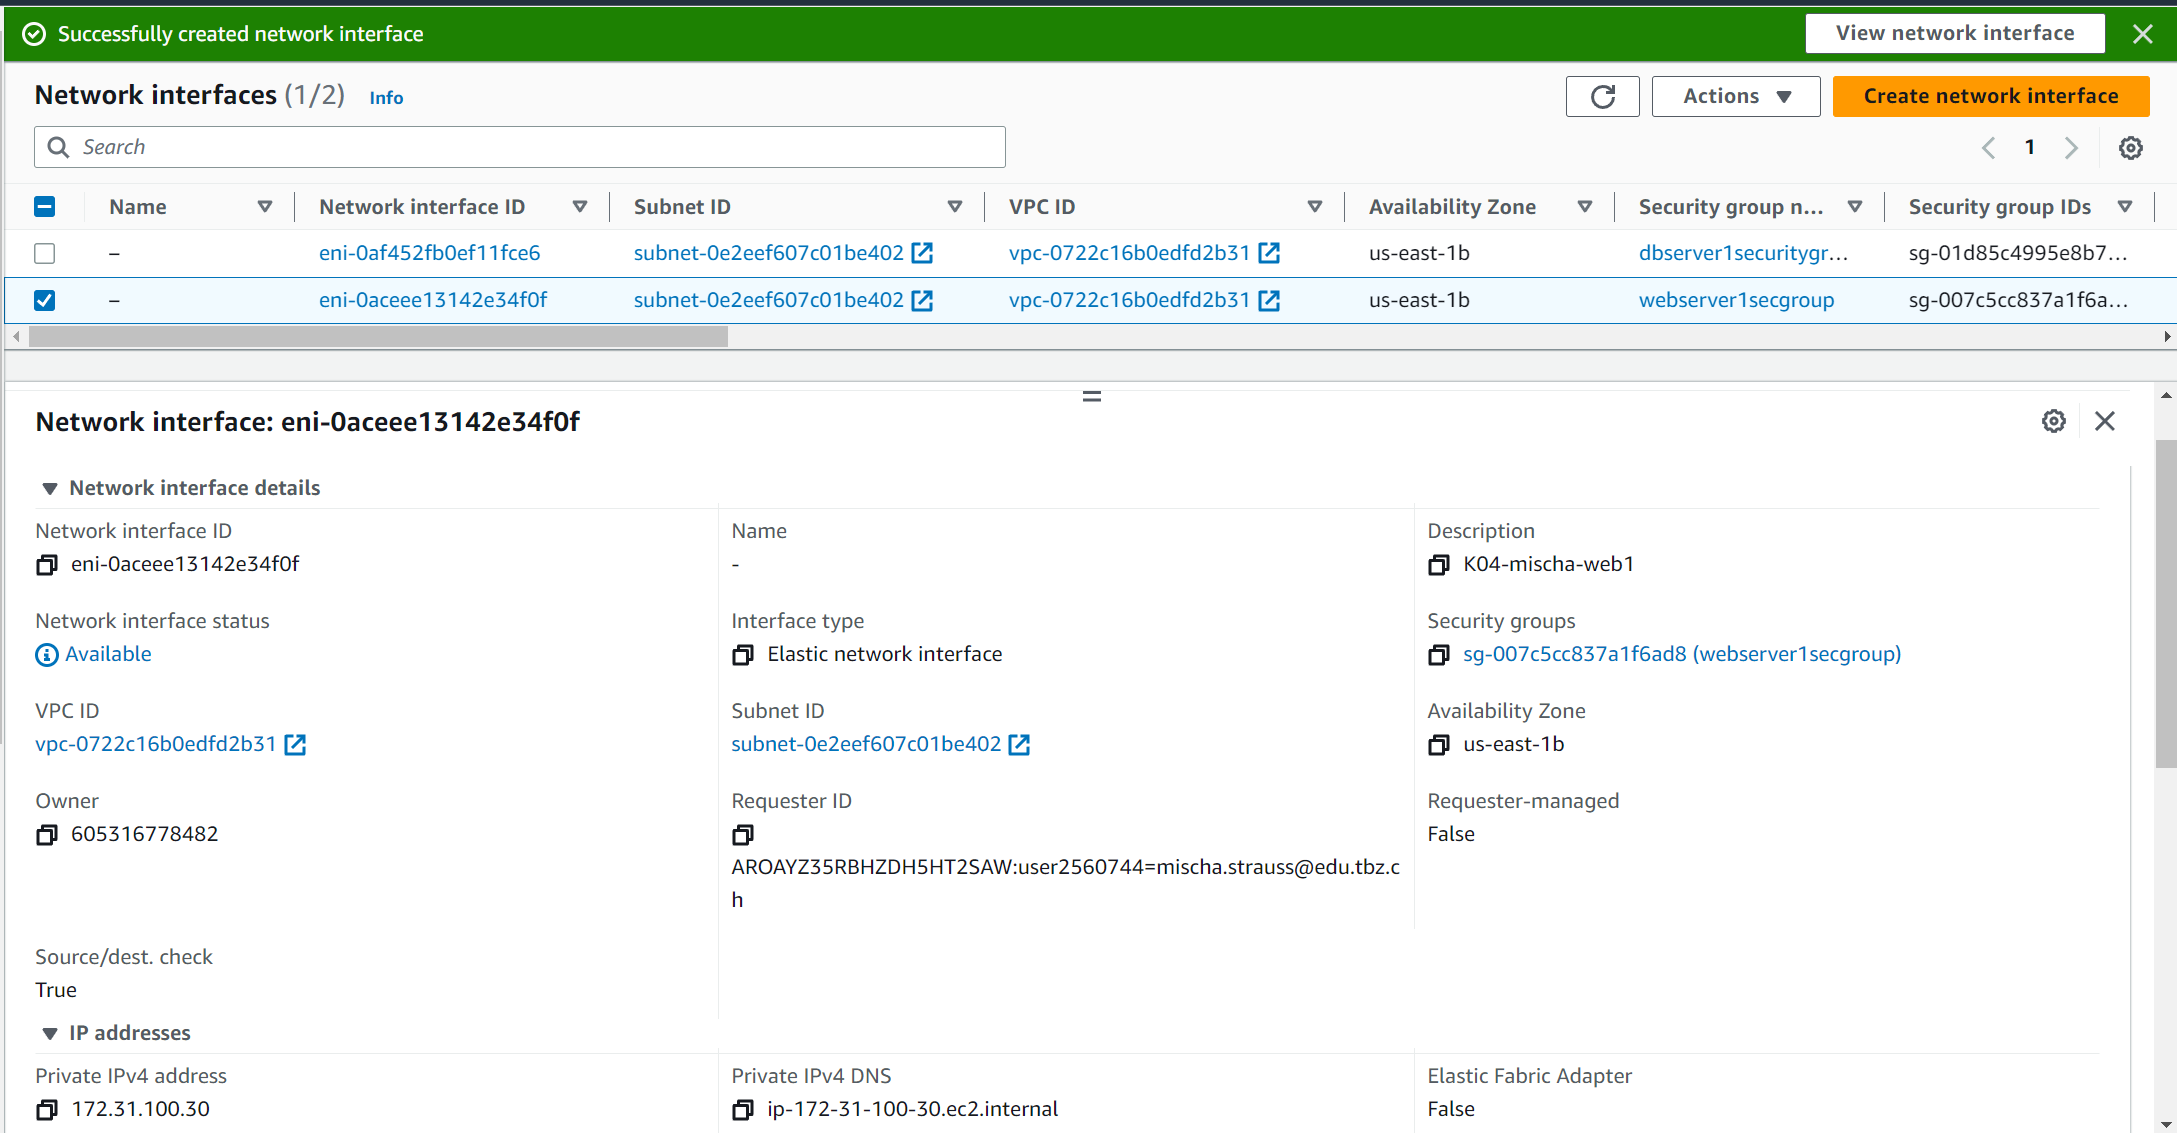 Successfully created network interface
View network interface
Network interfaces (1/2) Info
Actions
Create network interface
Search
1
Name Network interface ID Subnet ID VPC ID Availability Zone Security group n... Security group IDs
– eni-0af452fb0ef11fce6 subnet-0e2eef607c01be402 vpc-0722c16b0edfd2b31 us-east-1b dbserver1securitygr... sg-01d85c4995e8b7...
– eni-0aceee13142e34f0f subnet-0e2eef607c01be402 vpc-0722c16b0edfd2b31 us-east-1b webserver1secgroup sg-007c5cc837a1f6a...
Network interface: eni-0aceee13142e34f0f
Network interface details
Network interface ID Name Description
eni-0aceee13142e34f0f - K04-mischa-web1
Network interface status Interface type Security groups
Available Elastic network interface sg-007c5cc837a1f6ad8 (webserver1secgroup)
VPC ID Subnet ID Availability Zone
vpc-0722c16b0edfd2b31 subnet-0e2eef607c01be402 us-east-1b
Owner Requester ID Requester-managed
605316778482 False
AROAYZ35RBHZDH5HT2SAW:user2560744=mischa.strauss@edu.tbz.c
h
Source/dest. check
True
IP addresses
Private IPv4 address Private IPv4 DNS Elastic Fabric Adapter
172.31.100.30 ip-172-31-100-30.ec2.internal False